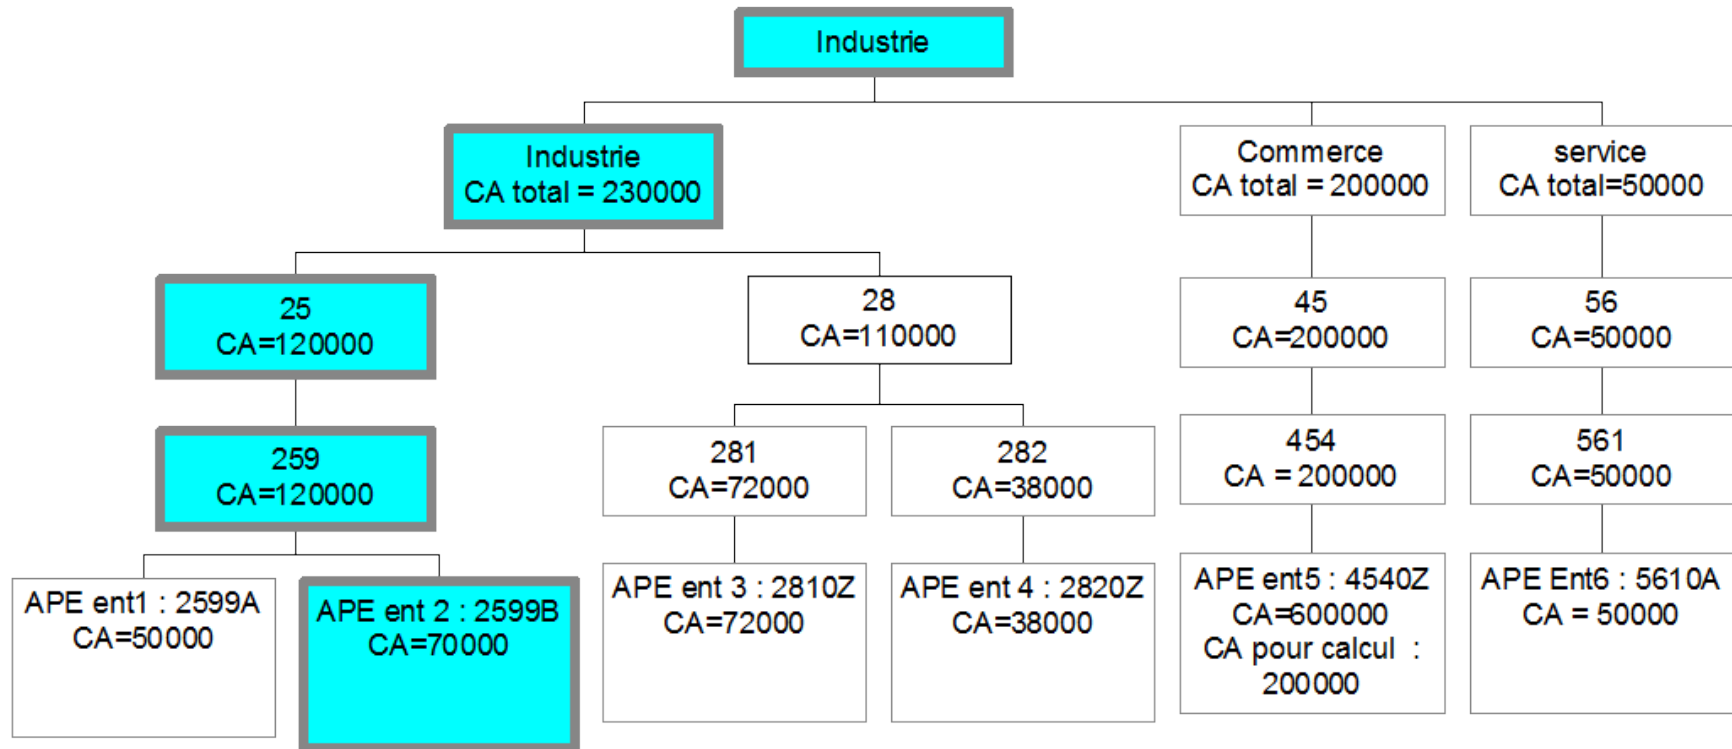 Industrie
Industrie
CA total = 230000
Commerce
CA total = 200000
service
CA total=50000
25
CA=120000
28
CA=110000
45
CA=200000
56
CA=50000
259
CA=120000
281
CA=72000
282
CA=38000
454
CA = 200000
561
CA=50000
APE ent1 : 2599A
CA=50000
APE ent 2 : 2599B
CA=70000
APE ent 3 : 2810Z
CA=72000
APE ent 4 : 2820Z
CA=38000
APE ent5 : 4540Z
CA=600000
CA pour calcul :
200000
APE Ent6 : 5610A
CA = 50000